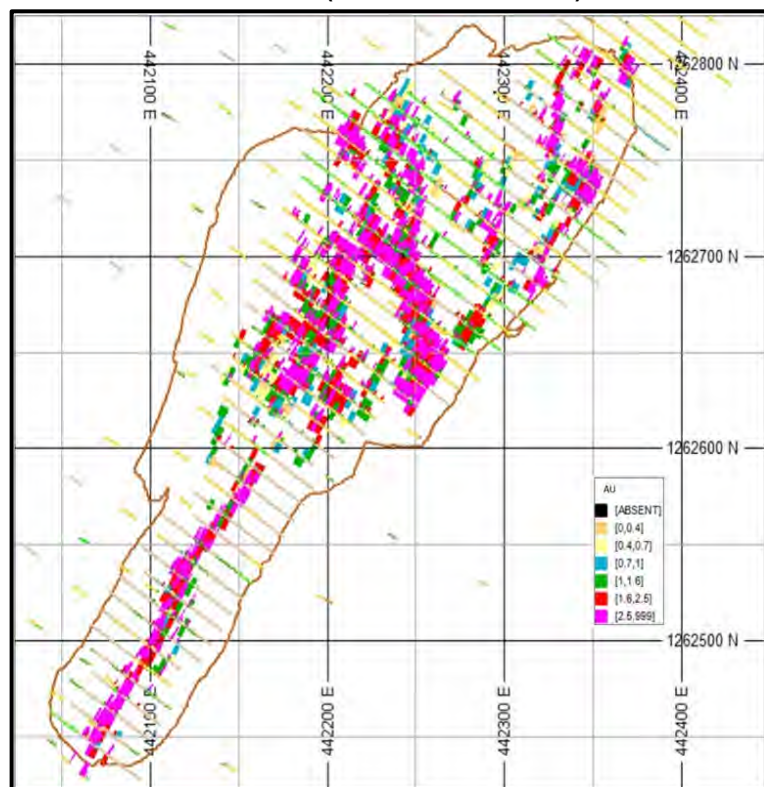 442100 E
442200 E
442300 E
442400 E
1262800 N
1262700 N
1262600 N
AU
[ABSENT]
[0,0.4]
[0.4,0.7]
[0.7,1]
[1,1.6]
[1.6,2.5]
[2.5,999]
1262500 N
442100 E
442200 E
442300 E
442400 E